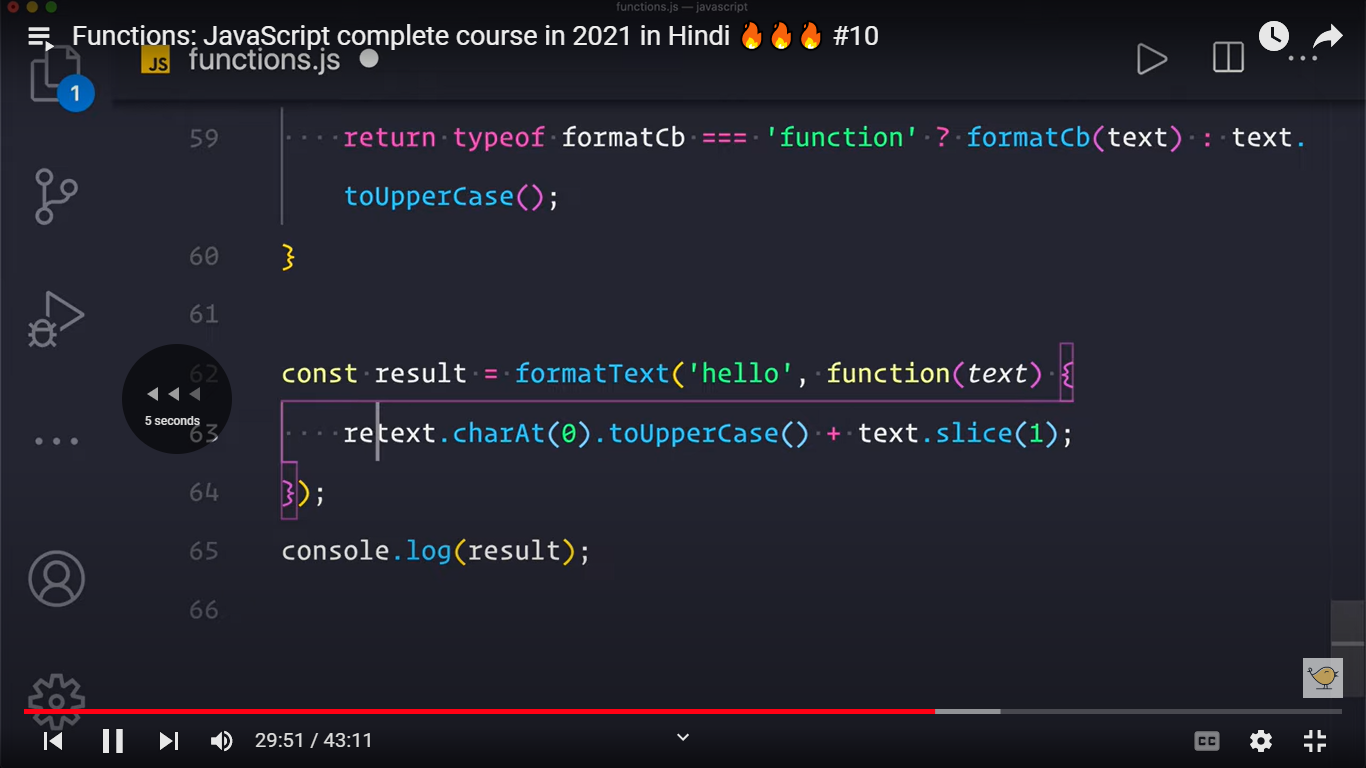 functions.js — javascript
Functions: JavaScript complete course in 2021 in Hindi 🔥🔥🔥 #10
JS functions.js
1
59 return typeof formatCb === 'function' ? formatCb(text) : text.
toUpperCase();
60 }
61
62 const result = formatText('hello', function(text) {
5 seconds
63 retext.charAt(0).toUpperCase() + text.slice(1);
64 });
65 console.log(result);
66
29:51 / 43:11
CC